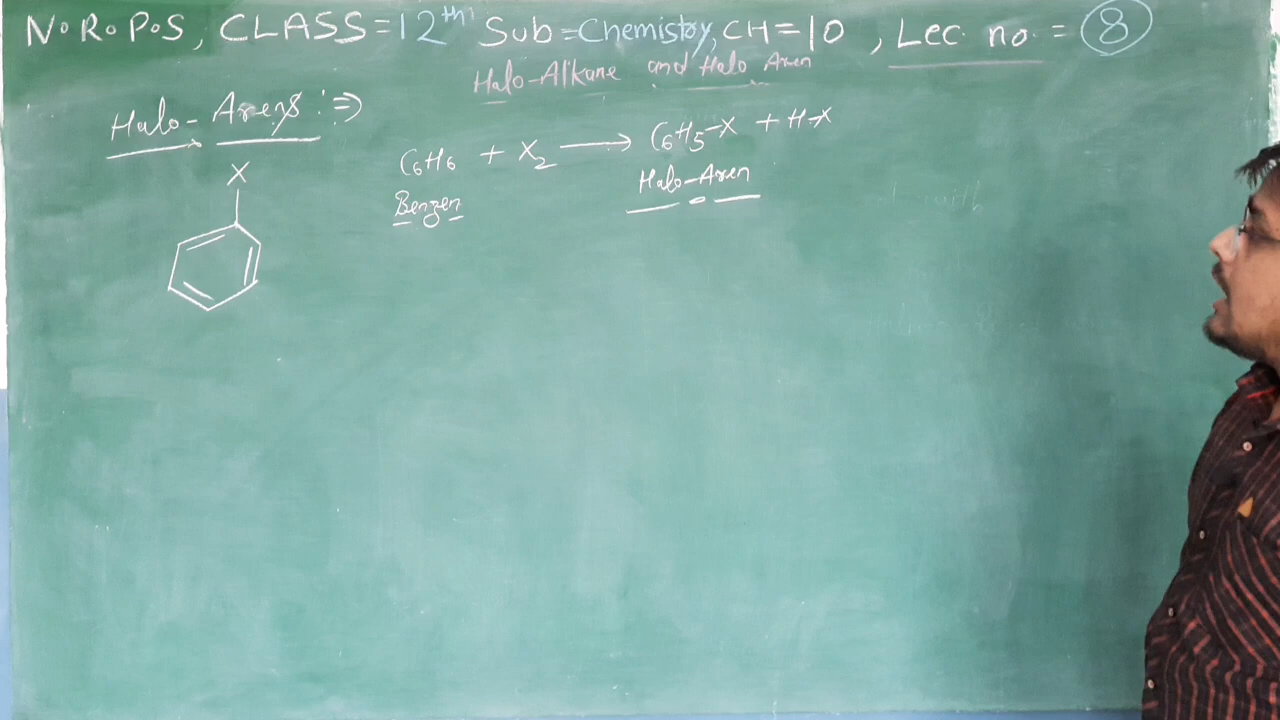 N.R.P.S, CLASS=12th Sub=Chemistry, CH=10, Lec. no. = 8
Halo-Alkane and Halo Aren
Halo-Arens :⇒
X
C6H6 + X2 ⟶ C6H5-X + H-X
Benzen Halo-Aren